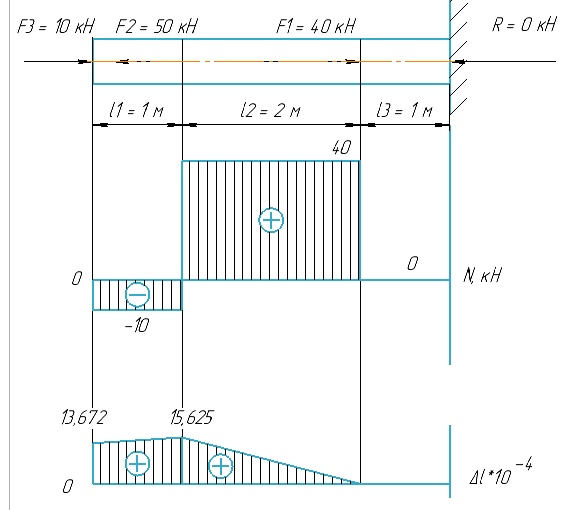 F3 = 10 кН F2 = 50 кН F1 = 40 кН R = 0 кН
l1 = 1 м l2 = 2 м l3 = 1 м
40
+
0 0 N, кН
−
−10
13,672 15,625
+ +
0 Δl*10⁻⁴